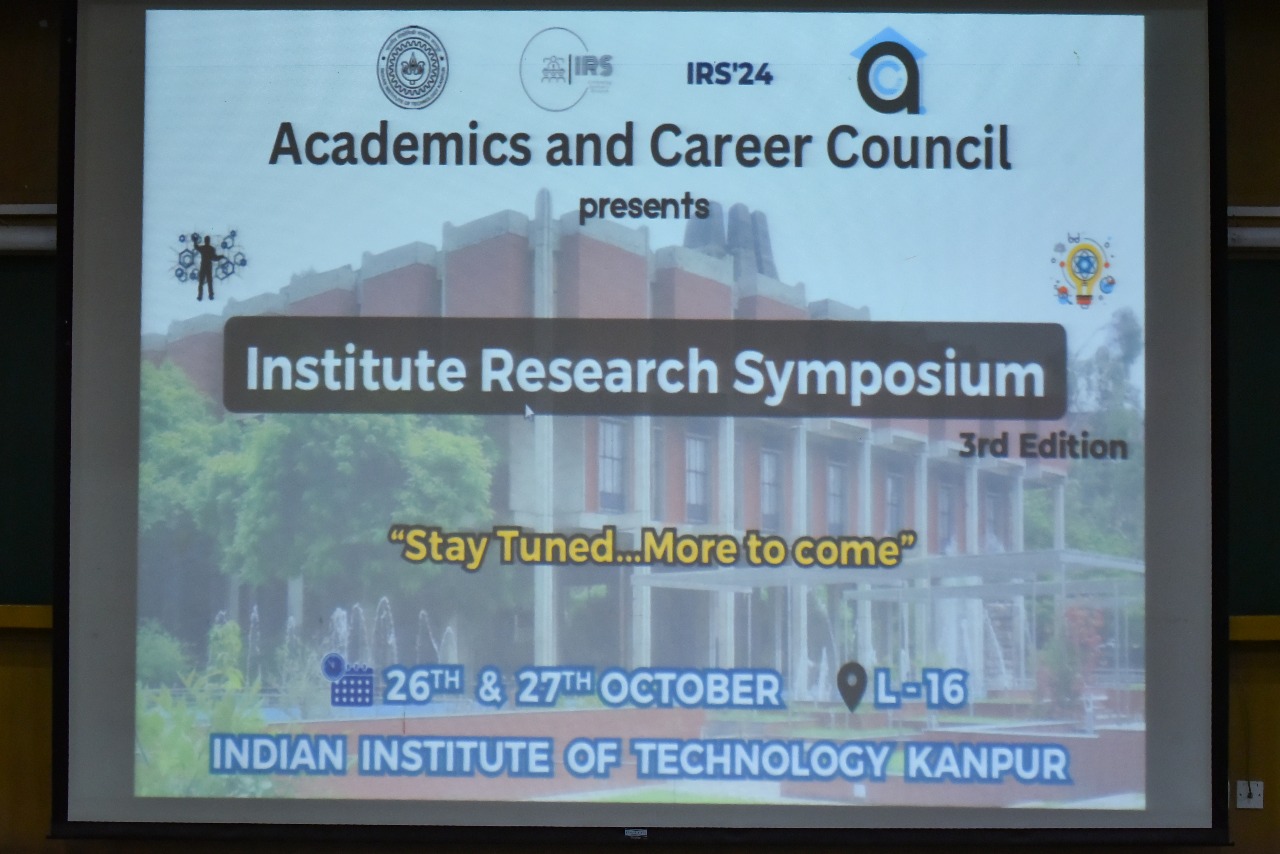 IRS
IRS'24
Academics and Career Council
presents
Institute Research Symposium
3rd Edition
“Stay Tuned...More to come”
26TH & 27TH OCTOBER
L - 16
INDIAN INSTITUTE OF TECHNOLOGY KANPUR